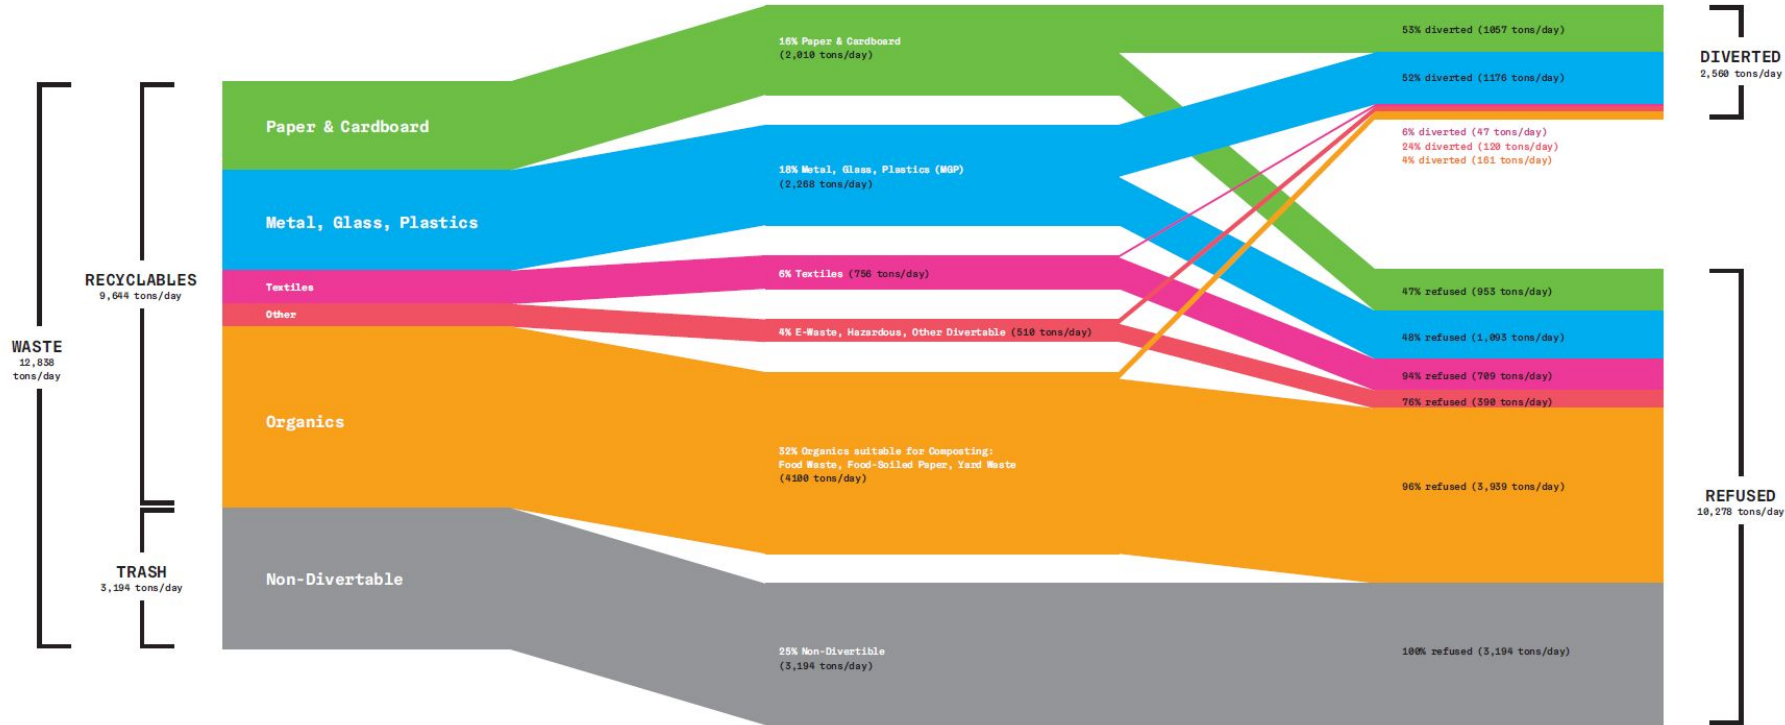 WASTE
12,838
tons/day
RECYCLABLES
9,644 tons/day
TRASH
3,194 tons/day
Paper & Cardboard
Metal, Glass, Plastics
Textiles
Other
Organics
Non-Divertable
16% Paper & Cardboard
(2,010 tons/day)
18% Metal, Glass, Plastics (MGP)
(2,268 tons/day)
6% Textiles (756 tons/day)
4% E-Waste, Hazardous, Other Divertable (510 tons/day)
32% Organics suitable for Composting:
Food Waste, Food-Soiled Paper, Yard Waste
(4100 tons/day)
25% Non-Divertible
(3,194 tons/day)
53% diverted (1057 tons/day)
52% diverted (1176 tons/day)
6% diverted (47 tons/day)
24% diverted (120 tons/day)
4% diverted (161 tons/day)
47% refused (953 tons/day)
48% refused (1,093 tons/day)
94% refused (709 tons/day)
76% refused (390 tons/day)
96% refused (3,939 tons/day)
100% refused (3,194 tons/day)
DIVERTED
2,560 tons/day
REFUSED
10,278 tons/day